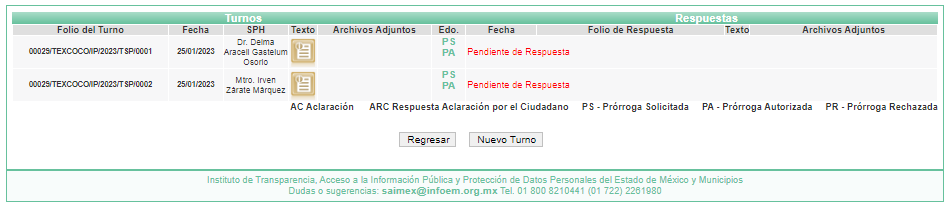 Turnos Respuestas
Folio del Turno Fecha SPH Texto Archivos Adjuntos Edo. Fecha Folio de Respuesta Texto Archivos Adjuntos
00029/TEXCOCO/IP/2023/TSP/0001 25/01/2023 Dr. Delma Araceli Gastelum Osorio PS PA Pendiente de Respuesta
00029/TEXCOCO/IP/2023/TSP/0002 25/01/2023 Mtro. Irven Zárate Márquez PS PA Pendiente de Respuesta
AC Aclaración ARC Respuesta Aclaración por el Ciudadano PS - Prórroga Solicitada PA - Prórroga Autorizada PR - Prórroga Rechazada
Regresar Nuevo Turno
Instituto de Transparencia, Acceso a la Información Pública y Protección de Datos Personales del Estado de México y Municipios
Dudas o sugerencias: saimex@infoem.org.mx Tel. 01 800 8210441 (01 722) 2261980